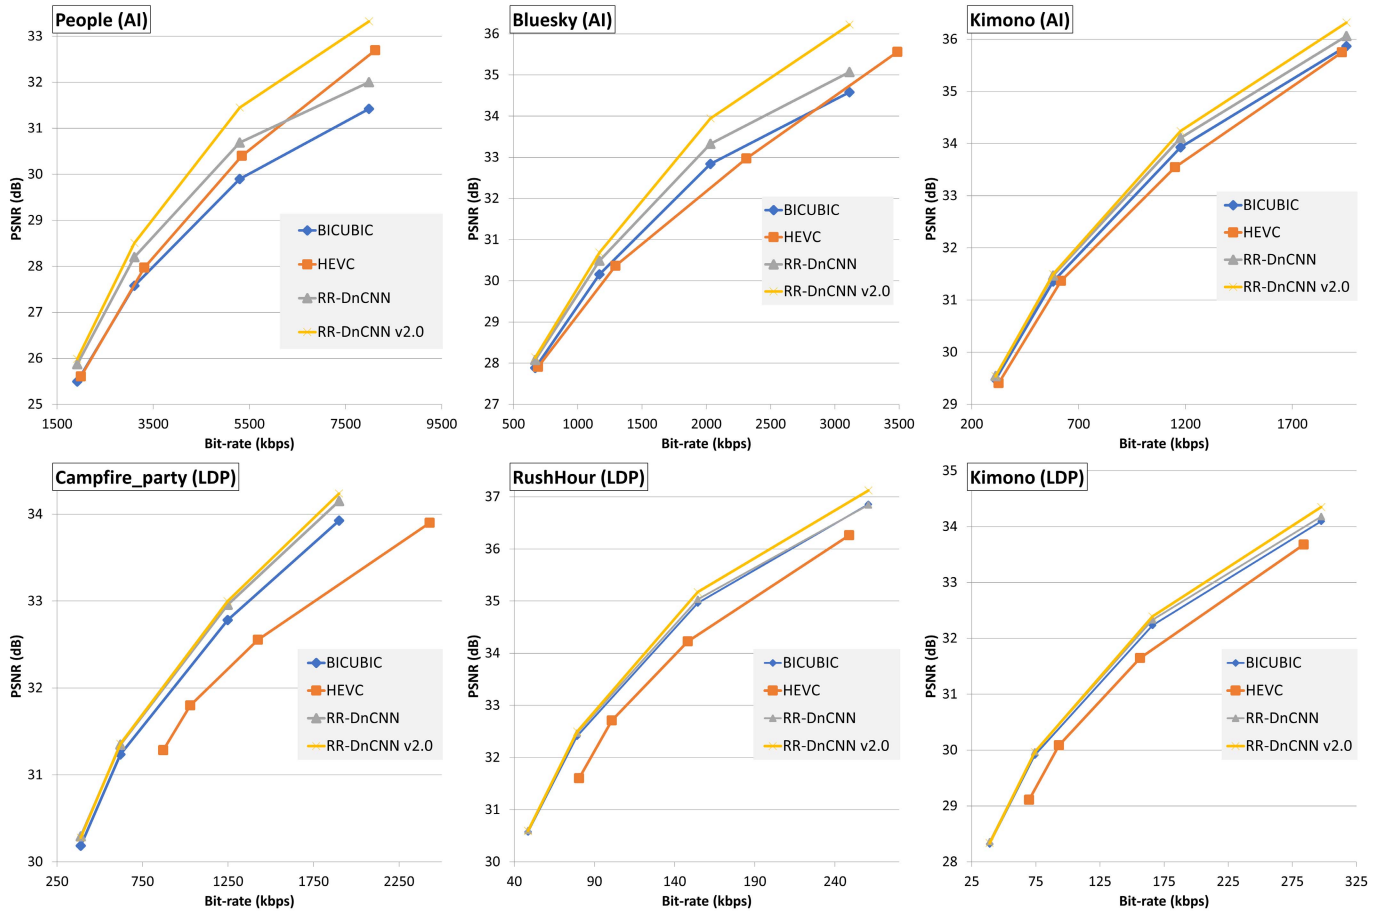 People (AI)
33
32
31
30
29
28
27
26
25
PSNR (dB)
1500 3500 5500 7500 9500
Bit-rate (kbps)
BICUBIC
HEVC
RR-DnCNN
RR-DnCNN v2.0
Bluesky (AI)
36
35
34
33
32
31
30
29
28
27
PSNR (dB)
500 1000 1500 2000 2500 3000 3500
Bit-rate (kbps)
BICUBIC
HEVC
RR-DnCNN
RR-DnCNN v2.0
Kimono (AI)
36
35
34
33
32
31
30
29
PSNR (dB)
200 700 1200 1700
Bit-rate (kbps)
BICUBIC
HEVC
RR-DnCNN
RR-DnCNN v2.0
Campfire_party (LDP)
34
33
32
31
30
PSNR (dB)
250 750 1250 1750 2250
Bit-rate (kbps)
BICUBIC
HEVC
RR-DnCNN
RR-DnCNN v2.0
RushHour (LDP)
37
36
35
34
33
32
31
30
PSNR (dB)
40 90 140 190 240
Bit-rate (kbps)
BICUBIC
HEVC
RR-DnCNN
RR-DnCNN v2.0
Kimono (LDP)
35
34
33
32
31
30
29
28
PSNR (dB)
25 75 125 175 225 275 325
Bit-rate (kbps)
BICUBIC
HEVC
RR-DnCNN
RR-DnCNN v2.0